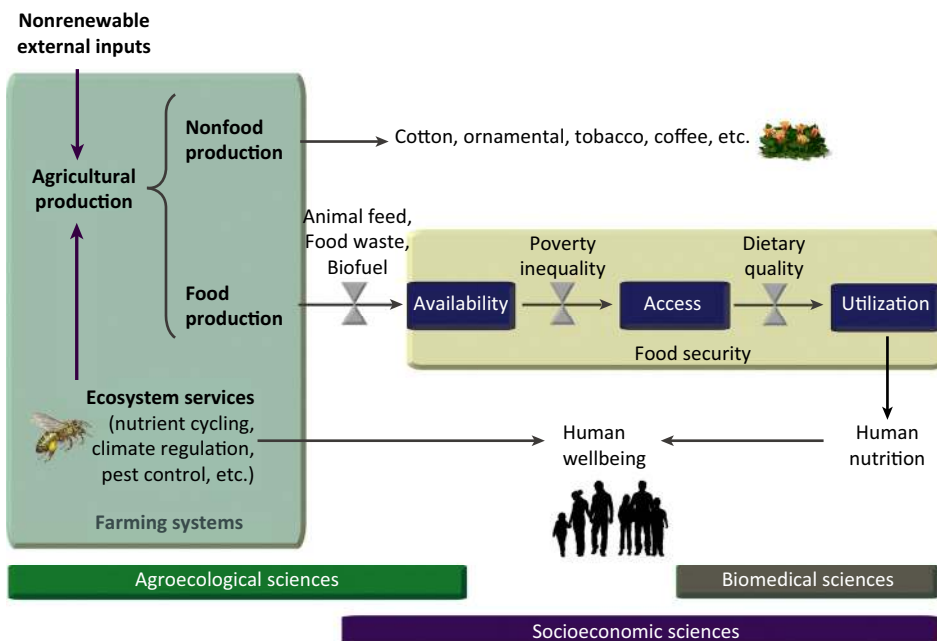 Nonrenewable
external inputs
Agricultural
production
Nonfood
production
Cotton, ornamental, tobacco, coffee, etc.
Food
production
Animal feed,
Food waste,
Biofuel
Availability
Poverty
inequality
Access
Dietary
quality
Utilization
Food security
Ecosystem services
(nutrient cycling,
climate regulation,
pest control, etc.)
Human
wellbeing
Human
nutrition
Farming systems
Agroecological sciences
Biomedical sciences
Socioeconomic sciences